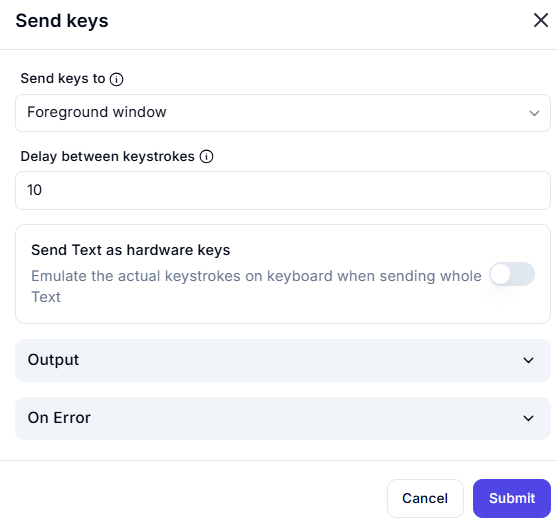 Send keys
Send keys to
Foreground window
Delay between keystrokes
10
Send Text as hardware keys
Emulate the actual keystrokes on keyboard when sending whole
Text
Output
On Error
Cancel
Submit